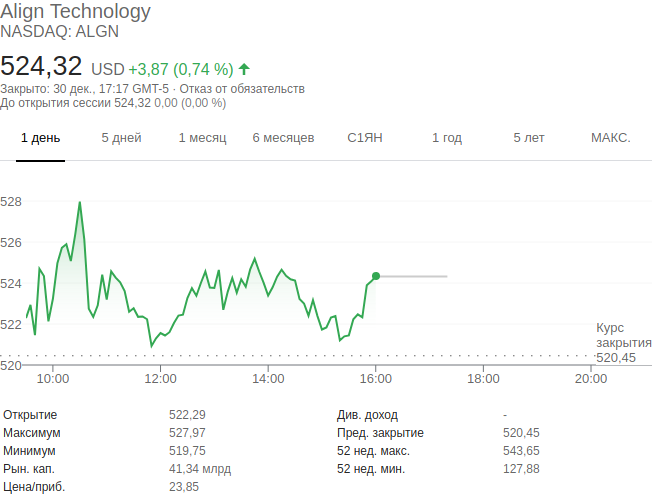 Align Technology
NASDAQ: ALGN
524,32 USD +3,87 (0,74 %)
Закрыто: 30 дек., 17:17 GMT-5 · Отказ от обязательств
До открытия сессии 524,32 0,00 (0,00 %)
1 день 5 дней 1 месяц 6 месяцев С1ЯН 1 год 5 лет МАКС.
528
526
524
522
Курс
закрытия
520,45
520
10:00 12:00 14:00 16:00 18:00 20:00
Открытие 522,29 Див. доход -
Максимум 527,97 Пред. закрытие 520,45
Минимум 519,75 52 нед. макс. 543,65
Рын. кап. 41,34 млрд 52 нед. мин. 127,88
Цена/приб. 23,85